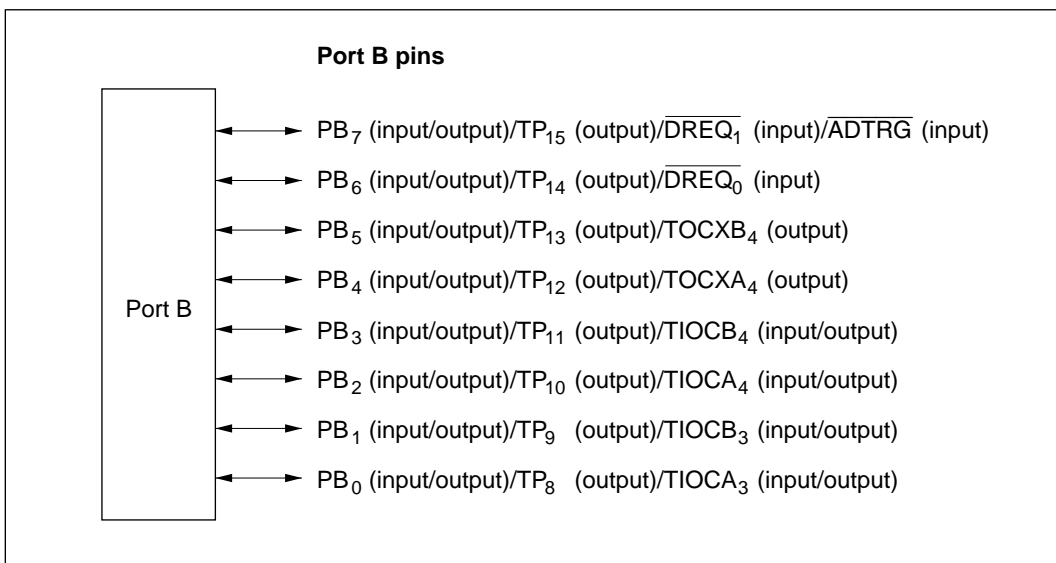 Port B pins
PB₇ (input/output)/TP₁₅ (output)/D̅R̅E̅Q̅₁̅ (input)/A̅D̅T̅R̅G̅ (input)
PB₆ (input/output)/TP₁₄ (output)/D̅R̅E̅Q̅₀̅ (input)
PB₅ (input/output)/TP₁₃ (output)/TOCXB₄ (output)
PB₄ (input/output)/TP₁₂ (output)/TOCXA₄ (output)
Port B
PB₃ (input/output)/TP₁₁ (output)/TIOCB₄ (input/output)
PB₂ (input/output)/TP₁₀ (output)/TIOCA₄ (input/output)
PB₁ (input/output)/TP₉ (output)/TIOCB₃ (input/output)
PB₀ (input/output)/TP₈ (output)/TIOCA₃ (input/output)